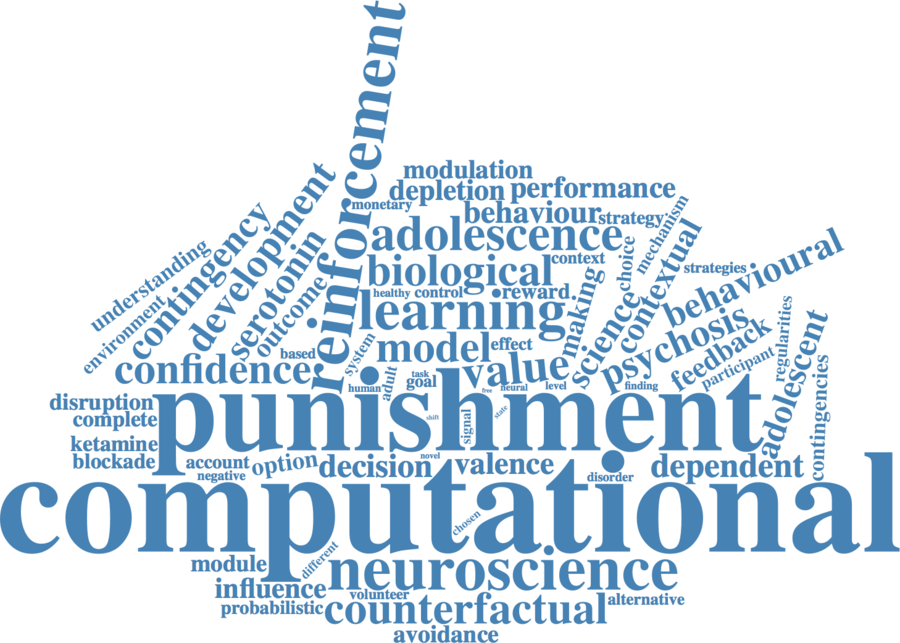 reinforcement
modulation
depletion
performance
monetary
behaviour
strategy
mechanism
adolescence
understanding
contingency
development
serotonin
outcome
environment
biological
context
choice
contextual
behavioural
strategies
healthy
control
reward
making
science
learning
psychosis
feedback
participant
regularities
adolescent
contingencies
based
system
model
effect
confidence
value
human
adult
task
goal
free
neural
level
finding
disruption
complete
punishment
shift
signal
state
ketamine
blockade
account
negative
option
decision
novel
valence
disorder
dependent
computational
chosen
different
module
neuroscience
influence
volunteer
alternative
probabilistic
counterfactual
avoidance